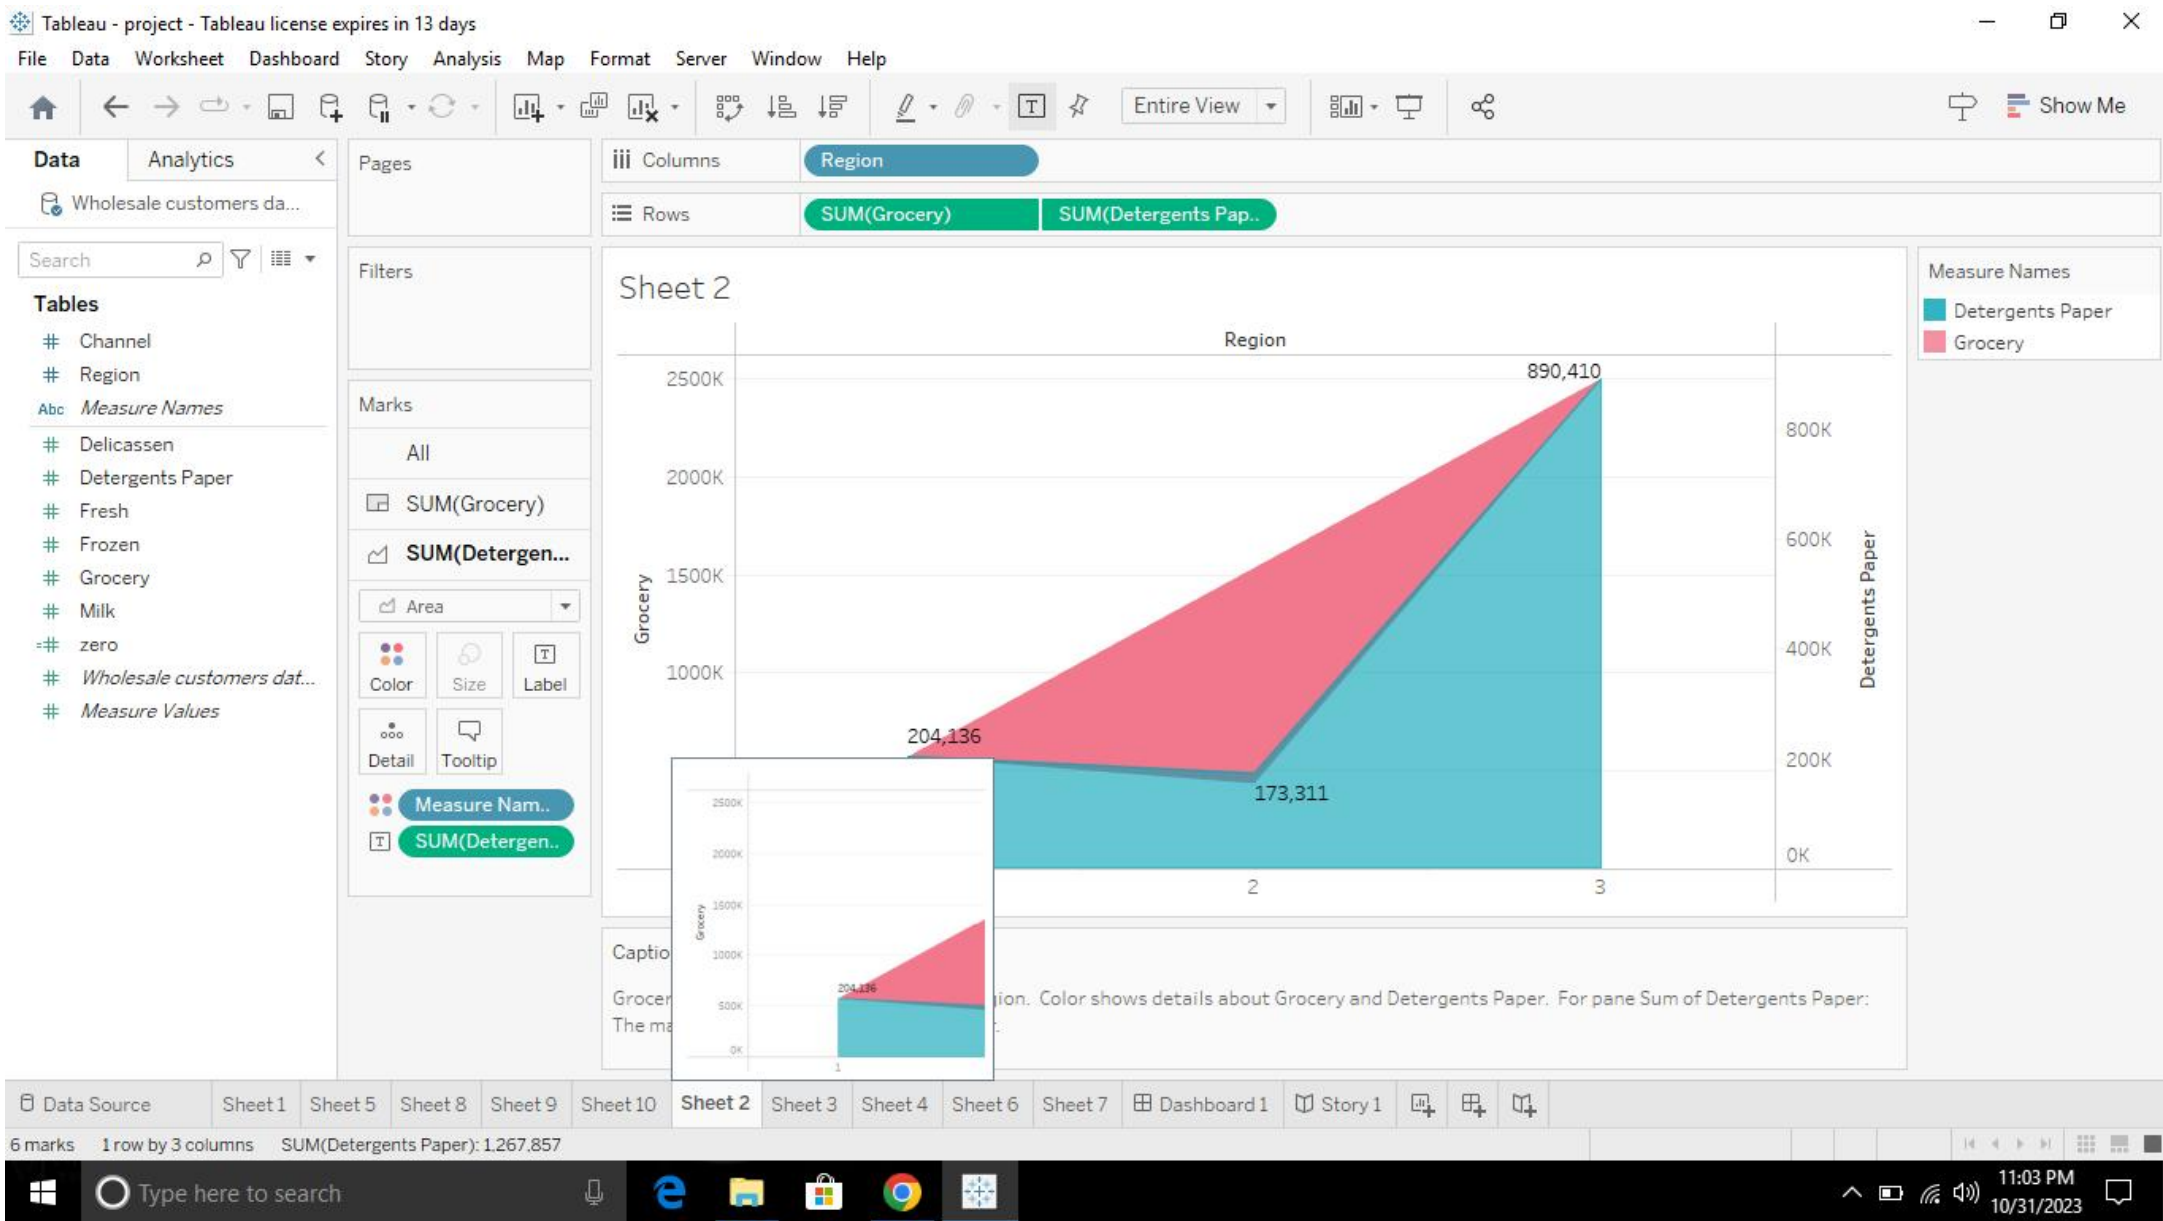 Tableau - project - Tableau license expires in 13 days
File Data Worksheet Dashboard Story Analysis Map Format Server Window Help
Entire View
Show Me
Data Analytics
Wholesale customers da...
Search
Tables
Channel
Region
Abc Measure Names
Delicassen
Detergents Paper
Fresh
Frozen
Grocery
Milk
zero
Wholesale customers dat...
Measure Values
Pages
Filters
Marks
All
SUM(Grocery)
SUM(Detergen...
Area
Color Size Label
Detail Tooltip
Measure Nam..
SUM(Detergen..
Columns Region
Rows SUM(Grocery) SUM(Detergents Pap..
Sheet 2
Region
2500K
2000K
1500K
1000K
Grocery
890,410
204,136
173,311
800K
600K
400K
200K
0K
Detergents Paper
2 3
2500K
2000K
1500K
1000K
500K
0K
Grocery
204,136
1
Captio
Grocer gion. Color shows details about Grocery and Detergents Paper. For pane Sum of Detergents Paper:
The ma
Measure Names
Detergents Paper
Grocery
Data Source Sheet 1 Sheet 5 Sheet 8 Sheet 9 Sheet 10 Sheet 2 Sheet 3 Sheet 4 Sheet 6 Sheet 7 Dashboard 1 Story 1
6 marks 1 row by 3 columns SUM(Detergents Paper): 1,267,857
Type here to search
11:03 PM
10/31/2023